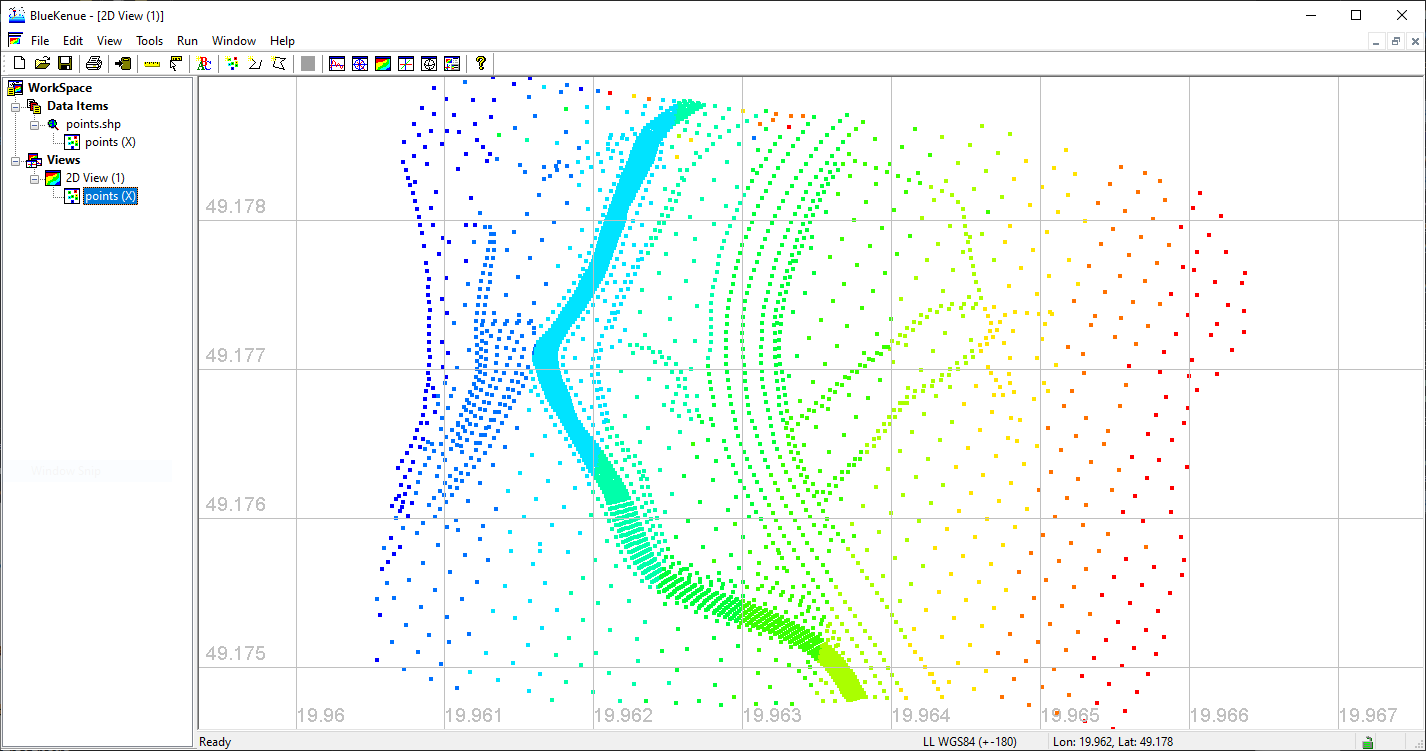 BlueKenue - [2D View (1)]
File Edit View Tools Run Window Help
WorkSpace
Data Items
points.shp
points (X)
Views
2D View (1)
points (X)
49.178
49.177
49.176
49.175
19.96 19.961 19.962 19.963 19.964 19.965 19.966 19.967
Ready LL WGS84 (+-180) Lon: 19.962, Lat: 49.178